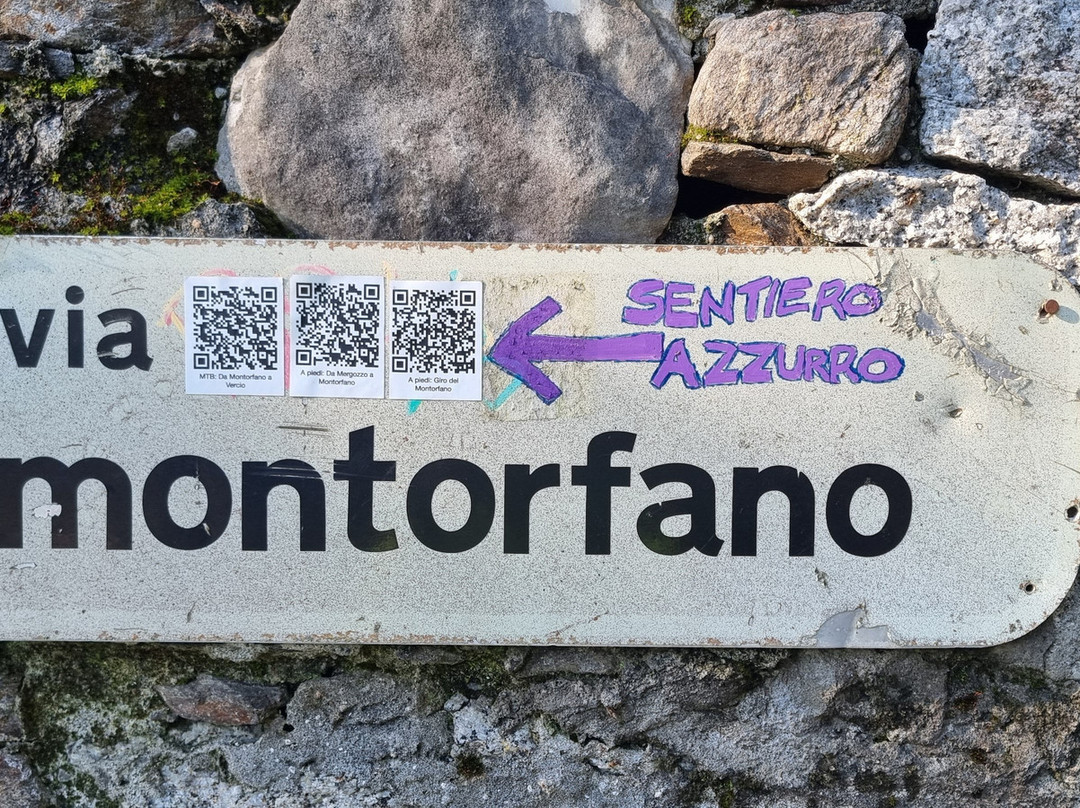 via
MTB: Da Montorfano a
Vercio
A piedi: Da Mergozzo a
Montorfano
A piedi: Giro del
Montorfano
SENTIERO
AZZURRO
montorfano